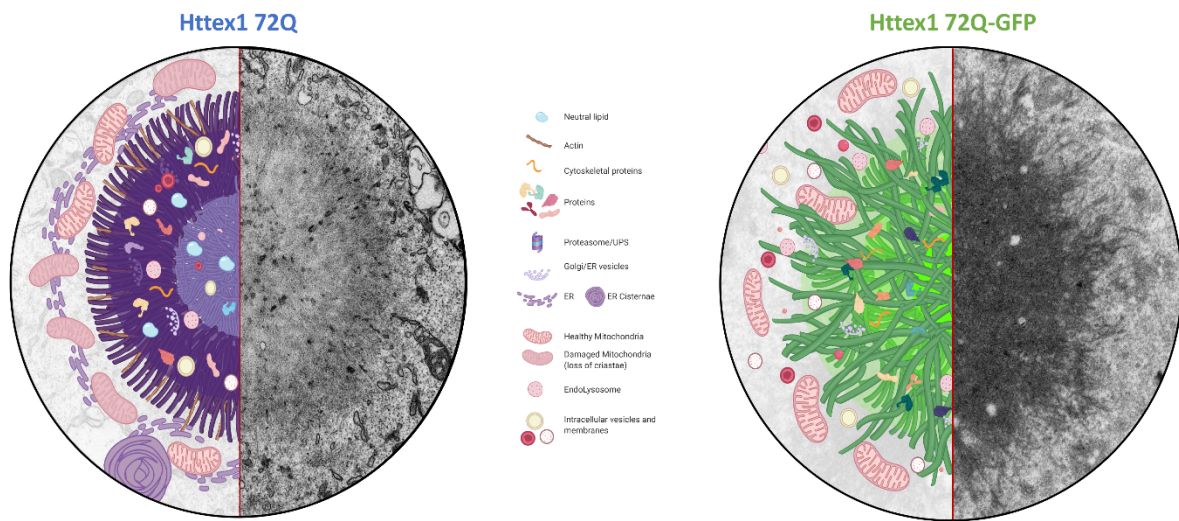 Httex1 72Q
Httex1 72Q-GFP
Neutral lipid
Actin
Cytoskeletal proteins
Proteins
Proteasome/UPS
Golgi/ER vesicles
ER
ER Cisternae
Healthy Mitochondria
Damaged Mitochondria
(loss of criastae)
EndoLysosome
Intracellular vesicles and
membranes